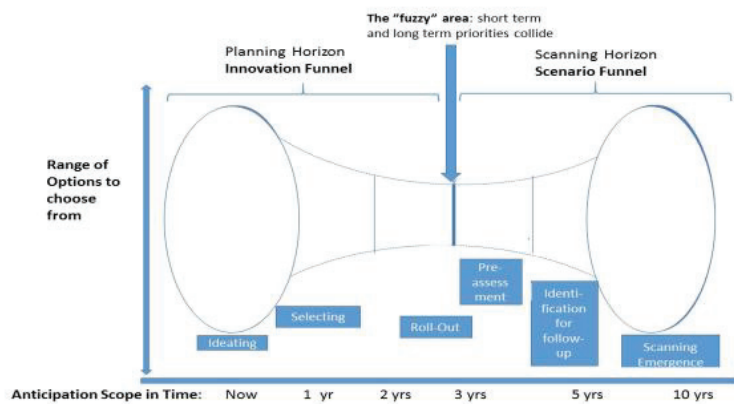 The "fuzzy" area: short term
and long term priorities collide
Planning Horizon
Innovation Funnel
Scanning Horizon
Scenario Funnel
Range of
Options to
choose
from
Pre-
assess
ment
Identi-
fication
for
follow-
up
Selecting
Roll-Out
Ideating
Scanning
Emergence
Anticipation Scope in Time: Now 1 yr 2 yrs 3 yrs 5 yrs 10 yrs